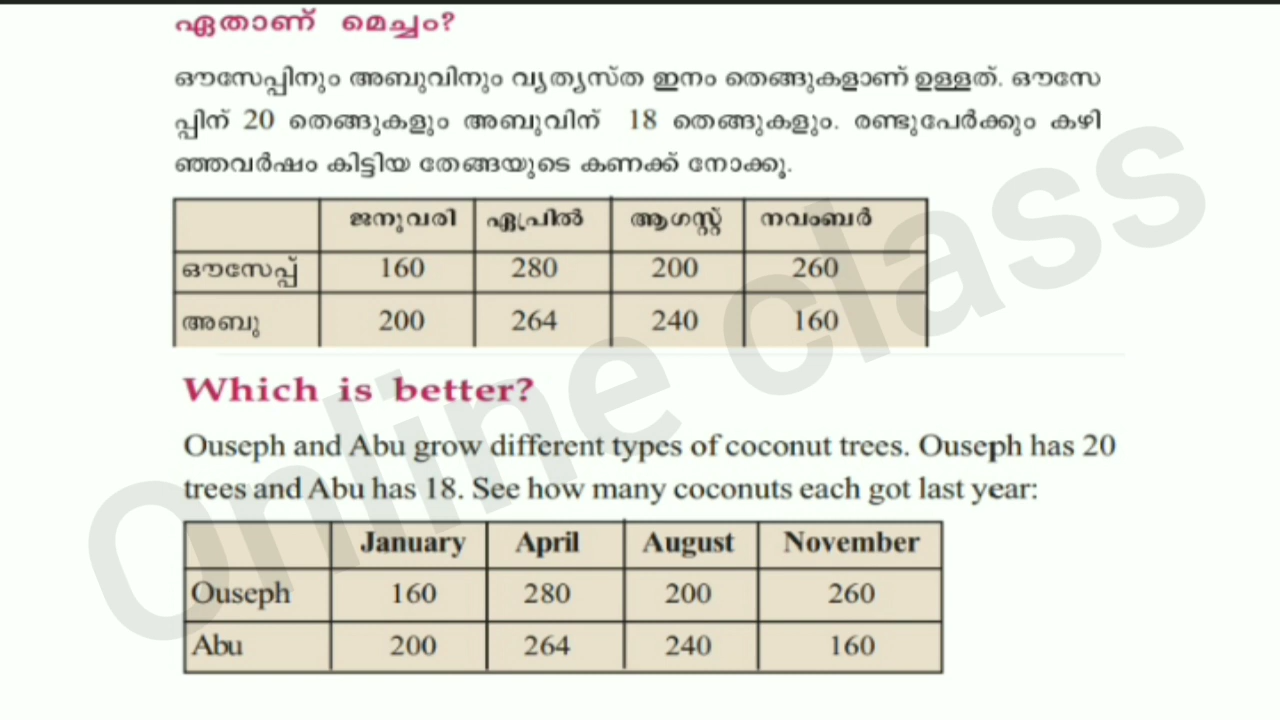 ഏതാണ് മെച്ചം?
ഔസേപ്പിനും അബുവിനും വ്യത്യസ്ത ഇനം തെങ്ങുകളാണ് ഉള്ളത്. ഔസേ
പ്പിന് 20 തെങ്ങുകളും അബുവിന് 18 തെങ്ങുകളും. രണ്ടുപേർക്കും കഴി
ഞ്ഞവർഷം കിട്ടിയ തേങ്ങയുടെ കണക്ക് നോക്കൂ.
ജനുവരി ഏപ്രിൽ ആഗസ്റ്റ് നവംബർ
ഔസേപ്പ് 160 280 200 260
അബു 200 264 240 160
Which is better?
Ouseph and Abu grow different types of coconut trees. Ouseph has 20
trees and Abu has 18. See how many coconuts each got last year:
January April August November
Ouseph 160 280 200 260
Abu 200 264 240 160
Online class